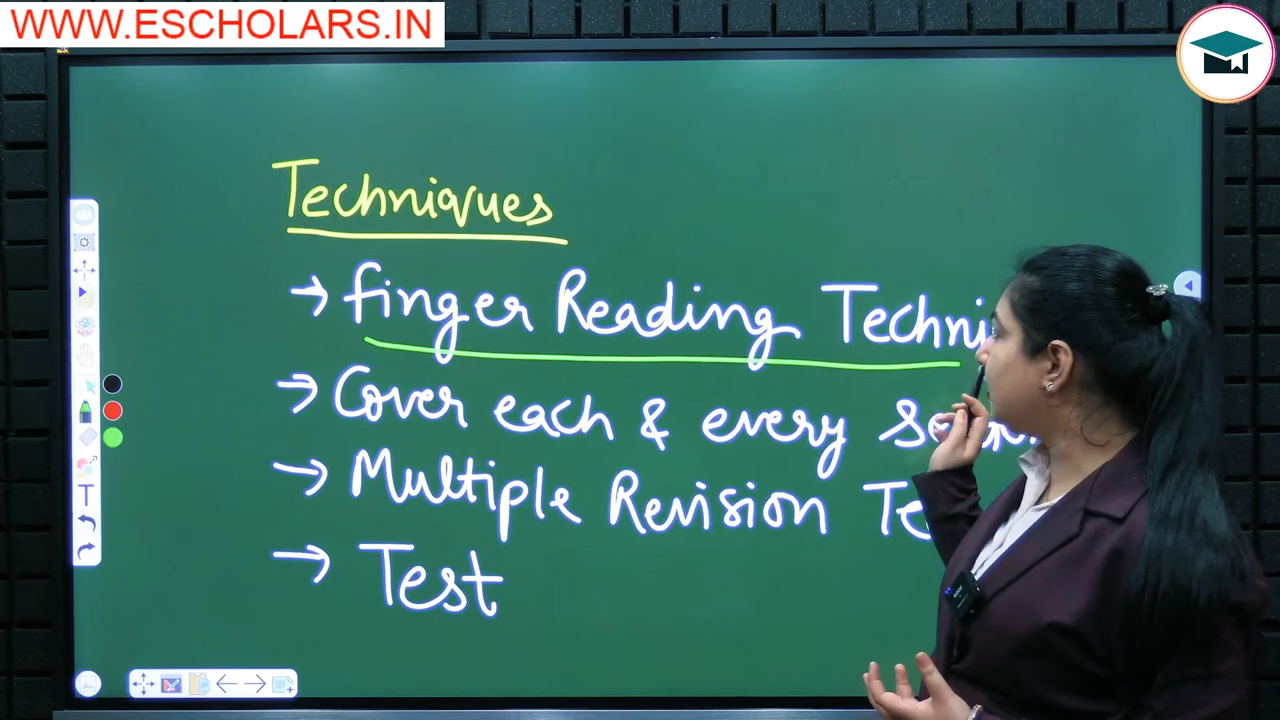 WWW.ESCHOLARS.IN
Techniques
→ Finger Reading
→ Cover each & every
→ Multiple Revision
→ Test
T